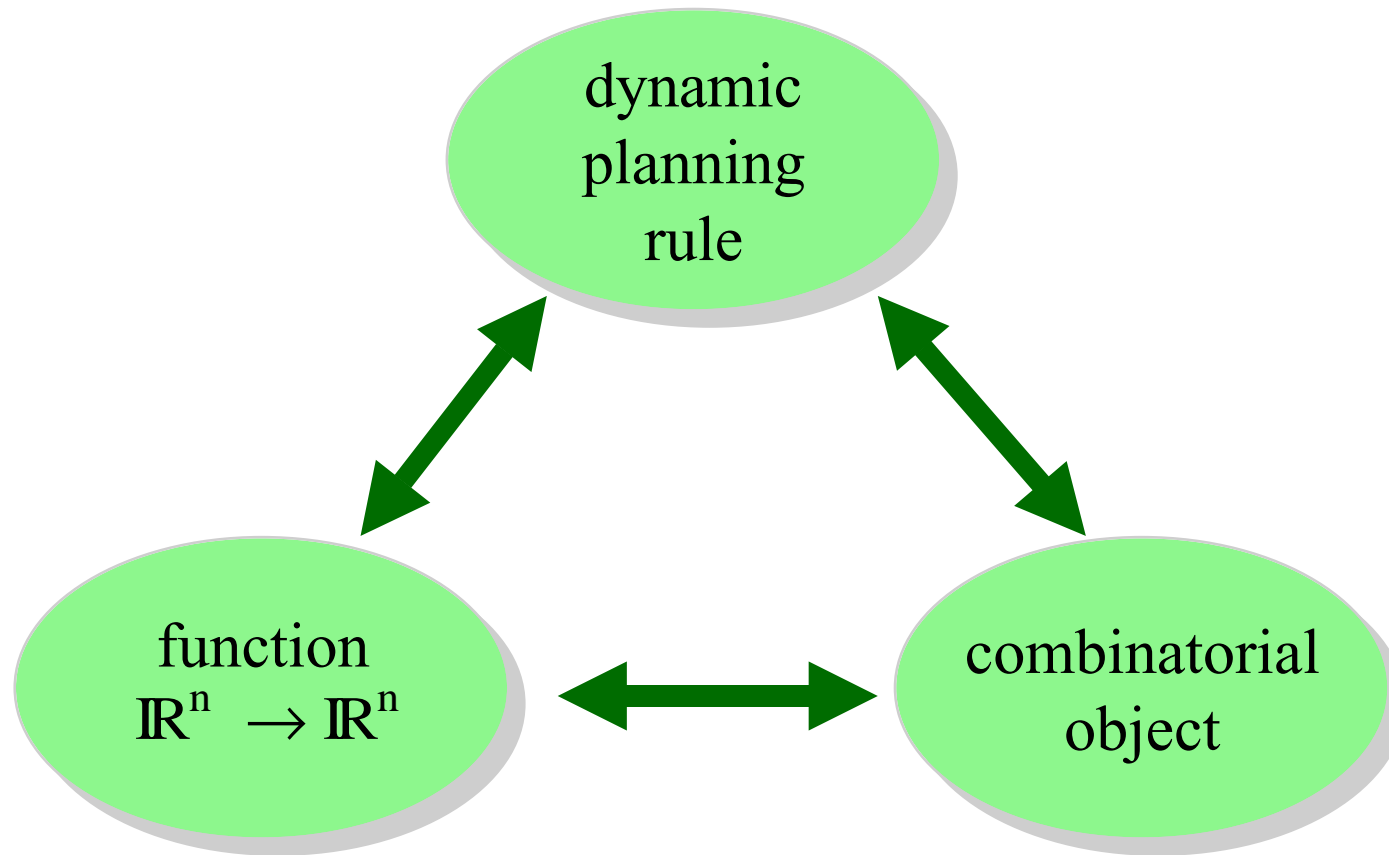 dynamic
planning
rule
function
ℝⁿ → ℝⁿ
combinatorial
object